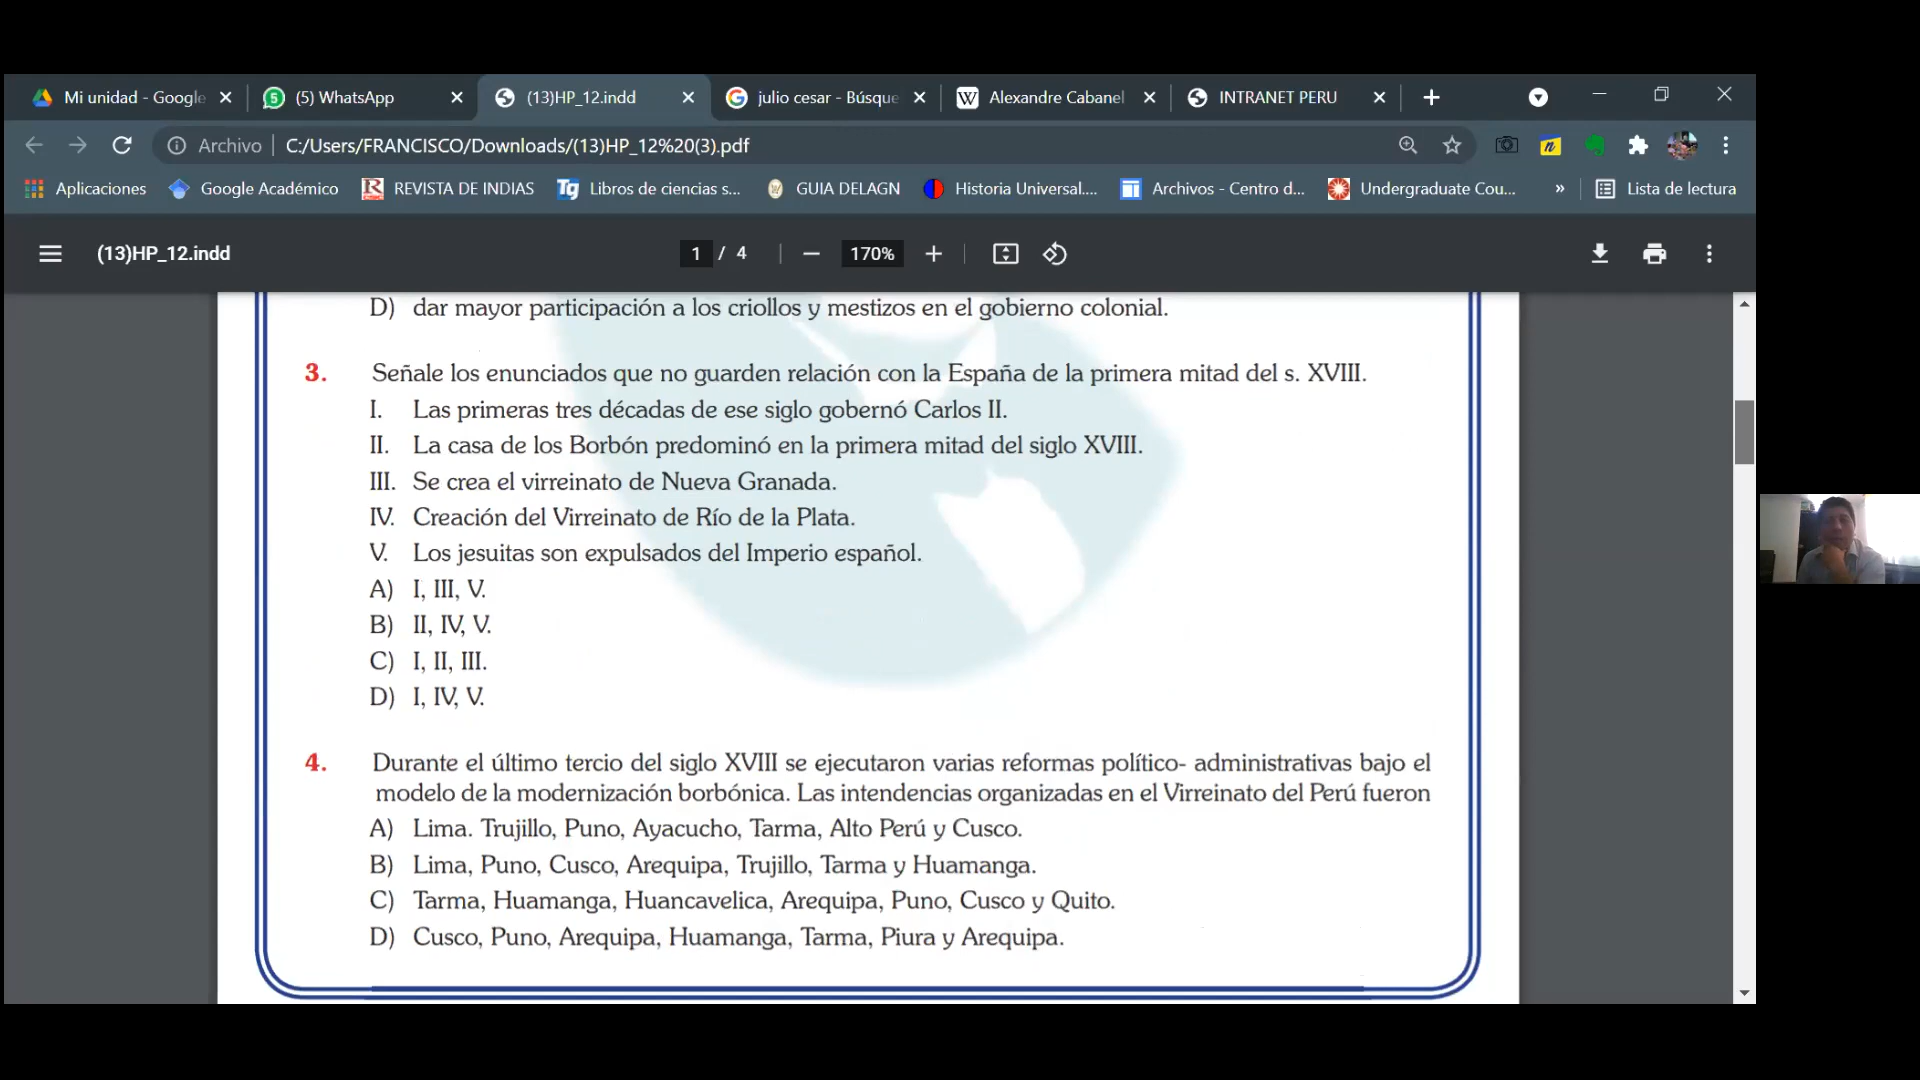 Mi unidad - Google
(5) WhatsApp
(13)HP_12.indd
julio cesar - Búsque
Alexandre Cabanel
INTRANET PERU
Archivo
C:/Users/FRANCISCO/Downloads/(13)HP_12%20(3).pdf
Aplicaciones
Google Académico
REVISTA DE INDIAS
Libros de ciencias s...
GUIA DELAGN
Historia Universal....
Archivos - Centro d...
Undergraduate Cou...
»
Lista de lectura
(13)HP_12.indd
1 / 4
170%
D) dar mayor participación a los criollos y mestizos en el gobierno colonial.
3. Señale los enunciados que no guarden relación con la España de la primera mitad del s. XVIII.
I. Las primeras tres décadas de ese siglo gobernó Carlos II.
II. La casa de los Borbón predominó en la primera mitad del siglo XVIII.
III. Se crea el virreinato de Nueva Granada.
IV. Creación del Virreinato de Río de la Plata.
V. Los jesuitas son expulsados del Imperio español.
A) I, III, V.
B) II, IV, V.
C) I, II, III.
D) I, IV, V.
4. Durante el último tercio del siglo XVIII se ejecutaron varias reformas político- administrativas bajo el
modelo de la modernización borbónica. Las intendencias organizadas en el Virreinato del Perú fueron
A) Lima. Trujillo, Puno, Ayacucho, Tarma, Alto Perú y Cusco.
B) Lima, Puno, Cusco, Arequipa, Trujillo, Tarma y Huamanga.
C) Tarma, Huamanga, Huancavelica, Arequipa, Puno, Cusco y Quito.
D) Cusco, Puno, Arequipa, Huamanga, Tarma, Piura y Arequipa.